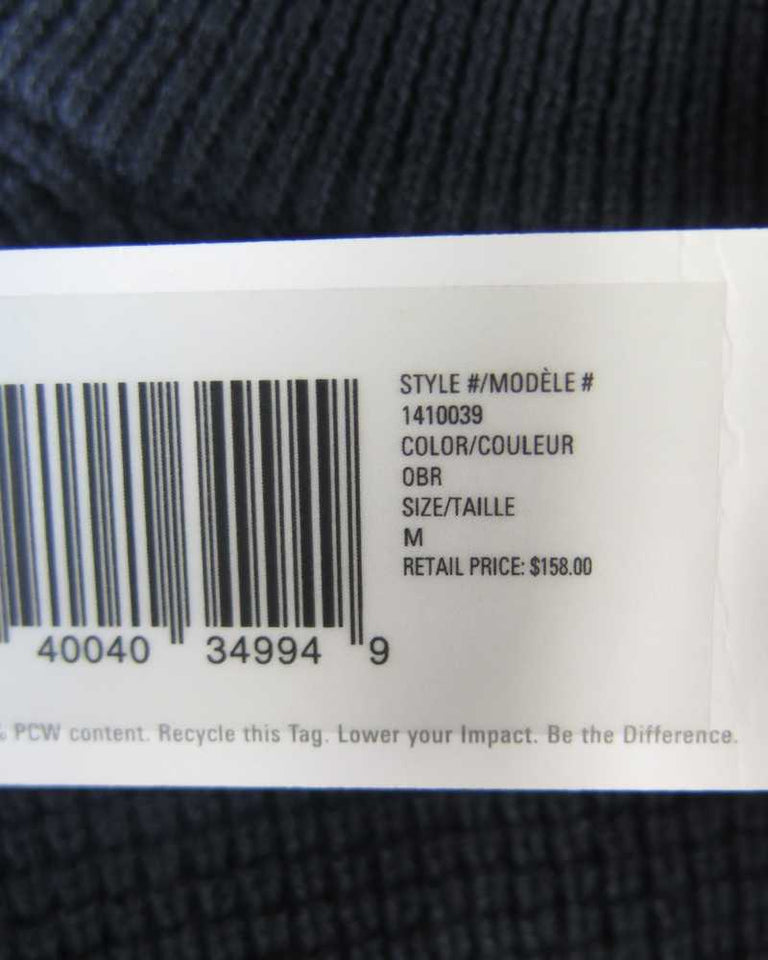 STYLE #/MODÈLE #
1410039
COLOR/COULEUR
0BR
SIZE/TAILLE
M
RETAIL PRICE: $158.00
40040 34994 9
% PCW content. Recycle this Tag. Lower your Impact. Be the Difference.